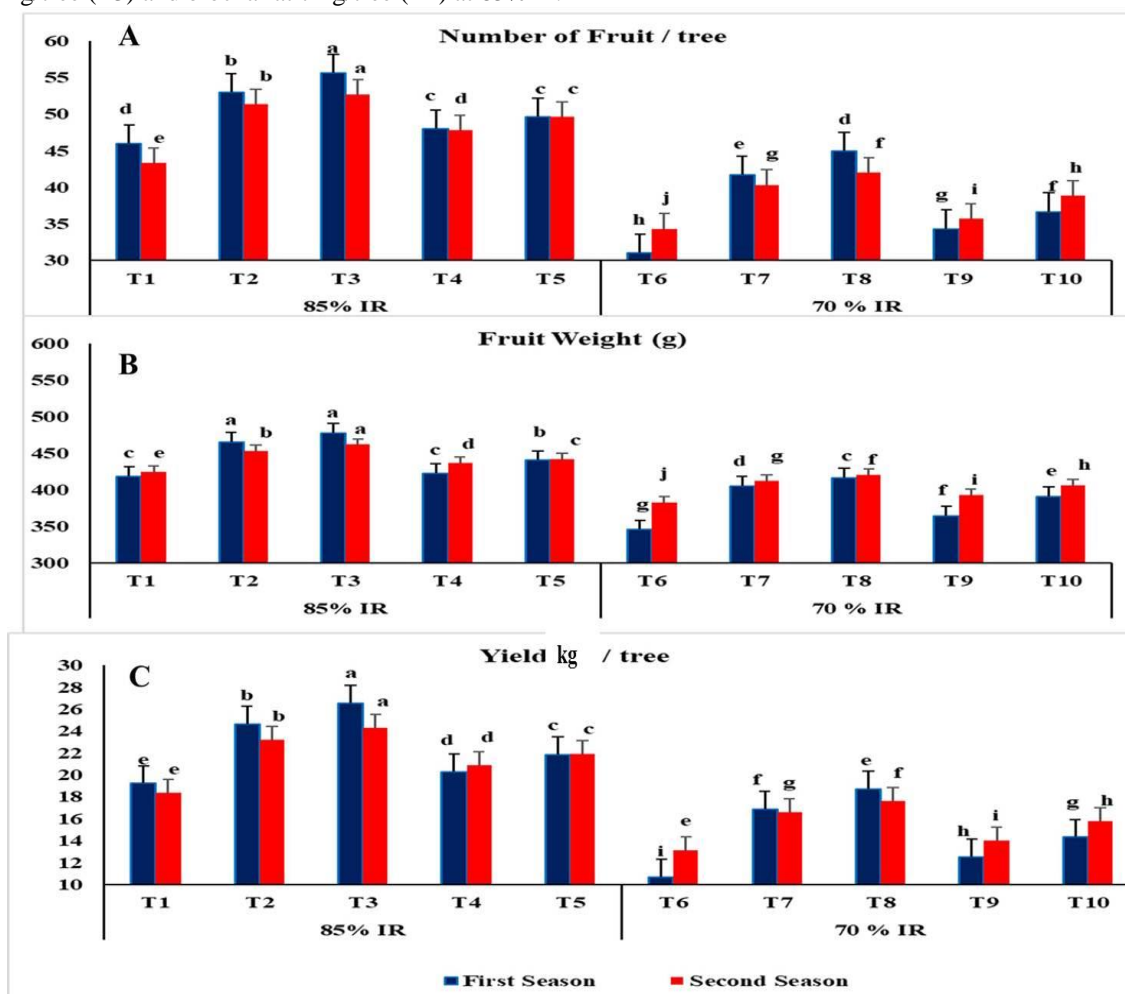 and
at 85%
A Number of Fruit / tree
60
55
50
45
40
35
30
d e b b a a c d c c h j e g d f g i f h
T1 T2 T3 T4 T5 T6 T7 T8 T9 T10
85% IR 70 % IR
B Fruit Weight (g)
600
550
500
450
400
350
300
c e a b a a c d b c g j d g c f f i e h
T1 T2 T3 T4 T5 T6 T7 T8 T9 T10
85% IR 70 % IR
C Yield kg / tree
30
28
26
24
22
20
18
16
14
12
10
e e b b a a d d c c i e f g e f h i g h
T1 T2 T3 T4 T5 T6 T7 T8 T9 T10
85% IR 70 % IR
First Season Second Season